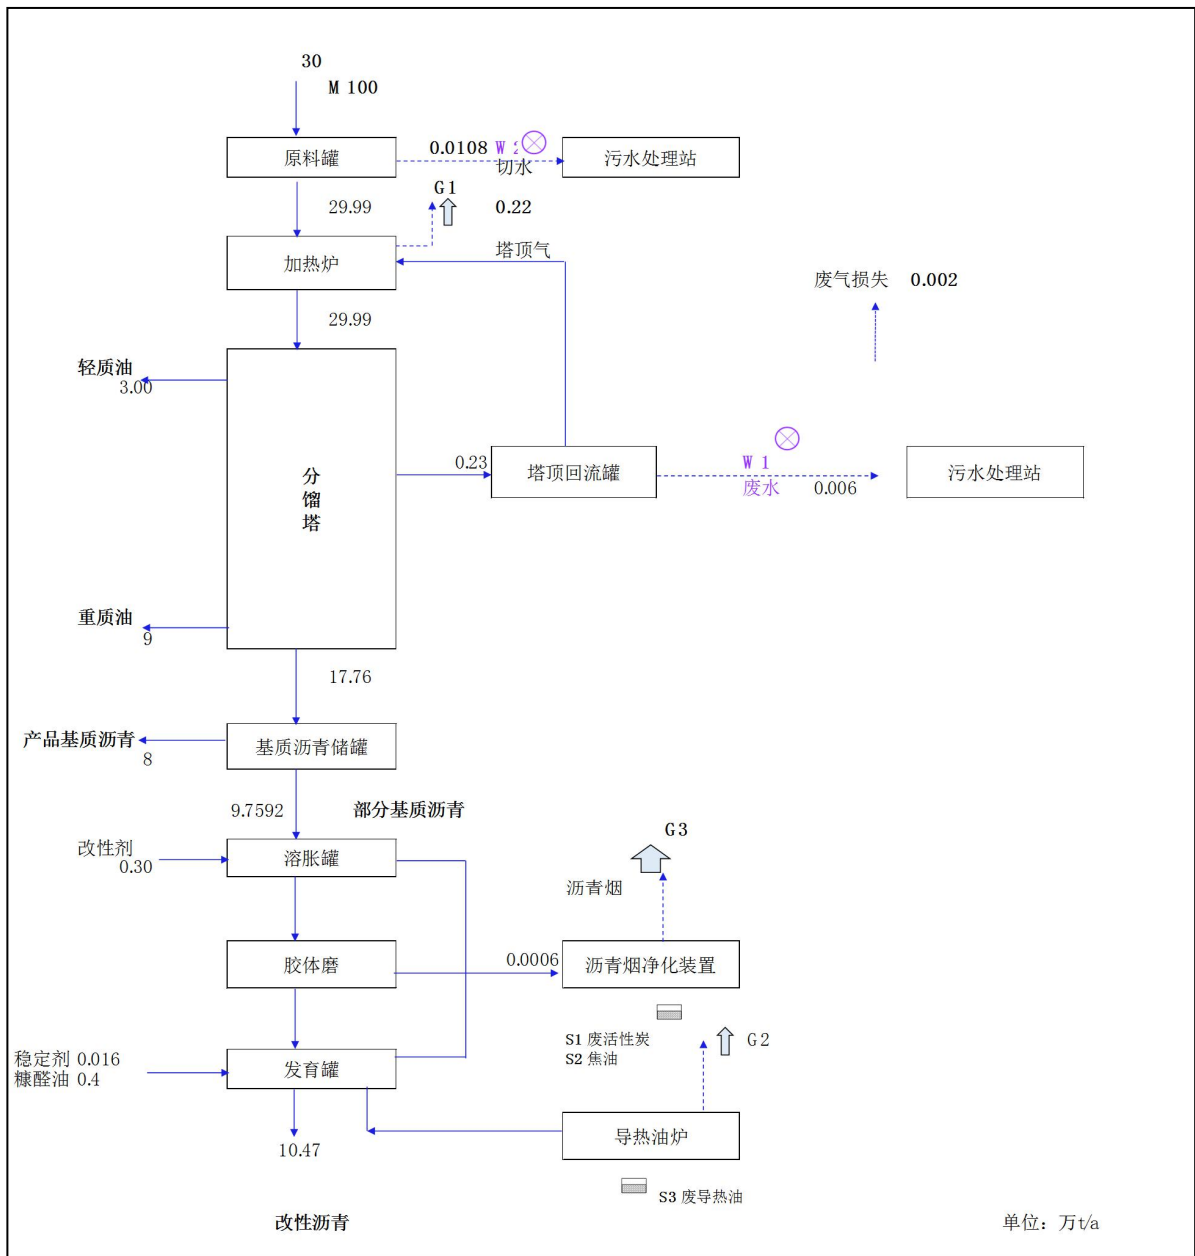 30
M 100
原料罐
0.0108 W 2
切水
污水处理站
G1
29.99
0.22
加热炉
塔顶气
废气损失 0.002
29.99
轻质油
3.00
分
馏
塔
0.23
塔顶回流罐
W 1
废水 0.006
污水处理站
重质油
9
17.76
产品基质沥青
8
基质沥青储罐
9.7592 部分基质沥青
G3
改性剂
0.30
溶胀罐
沥青烟
胶体磨
0.0006
沥青烟净化装置
S1 废活性炭
S2 焦油
G2
稳定剂 0.016
糠醛油 0.4
发育罐
导热油炉
10.47
S3 废导热油
改性沥青
单位：万t/a